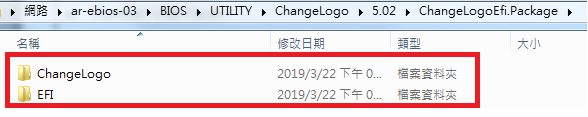 網路 ▸ ar-ebios-03 ▸ BIOS ▸ UTILITY ▸ ChangeLogo ▸ 5.02 ▸ ChangeLogoEfi.Package ▸
名稱 修改日期 類型 大小
ChangeLogo 2019/3/22 下午 0... 檔案資料夾
EFI 2019/3/22 下午 0... 檔案資料夾